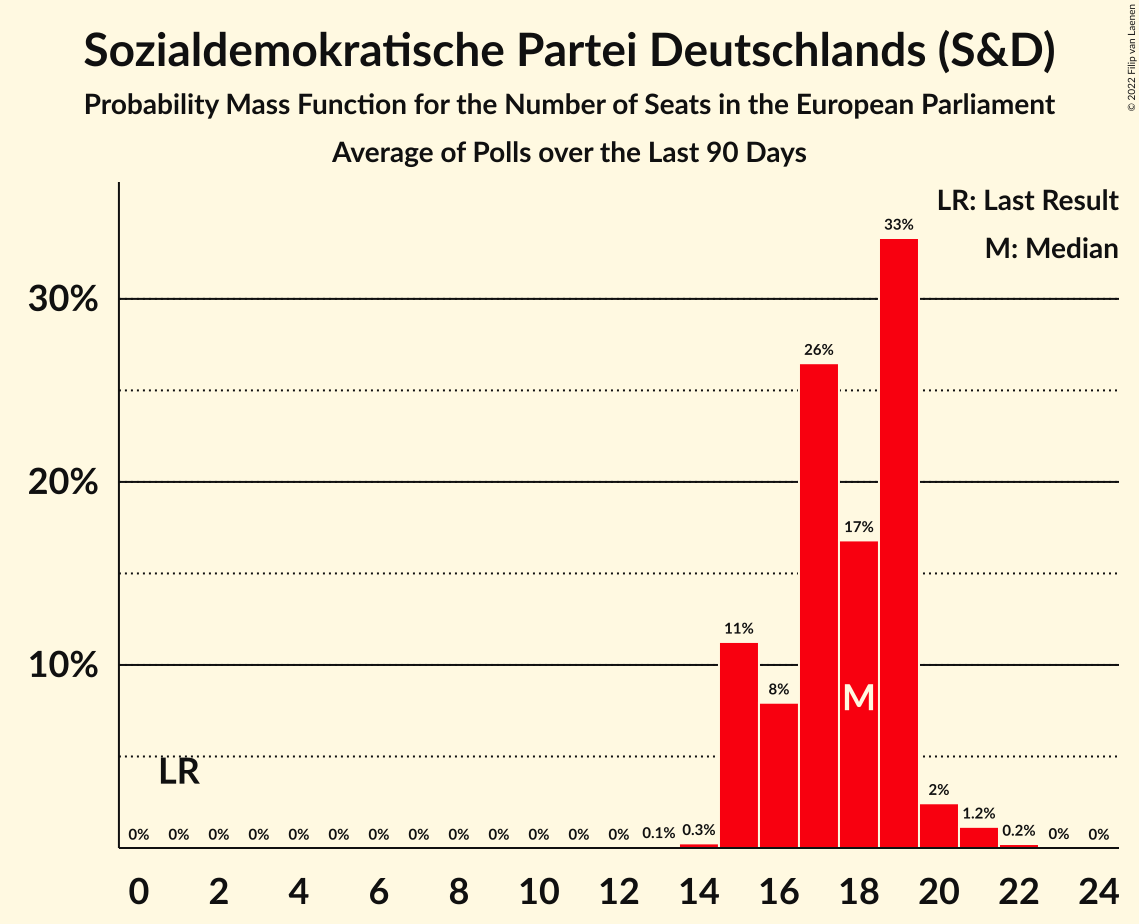 Sozialdemokratische Partei Deutschlands (S&D)
Probability Mass Function for the Number of Seats in the European Parliament
Average of Polls over the Last 90 Days
© 2022 Filip van Laenen
LR: Last Result
M: Median
33%
30%
26%
20%
17%
11%
10%
8%
M
LR
2%
1.2%
0% 0% 0% 0% 0% 0% 0% 0% 0% 0% 0% 0% 0% 0.1% 0.3% 0.2% 0% 0%
0 2 4 6 8 10 12 14 16 18 20 22 24